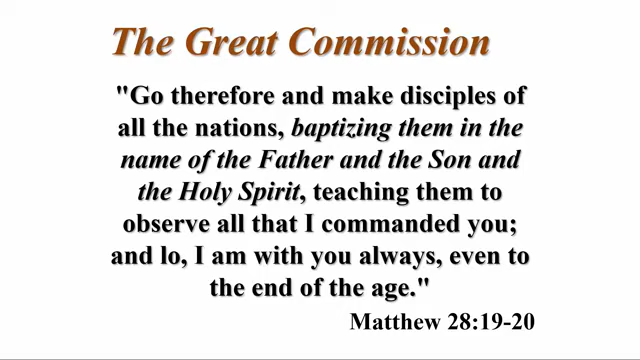 The Great Commission
"Go therefore and make disciples of
all the nations, baptizing them in the
name of the Father and the Son and
the Holy Spirit, teaching them to
observe all that I commanded you;
and lo, I am with you always, even to
the end of the age."
Matthew 28:19-20